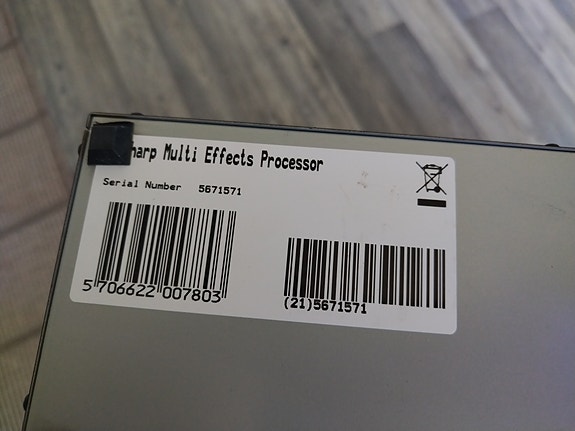 harp Multi Effects Processor
Serial Number 5671571
5 706622 007803
(21)5671571